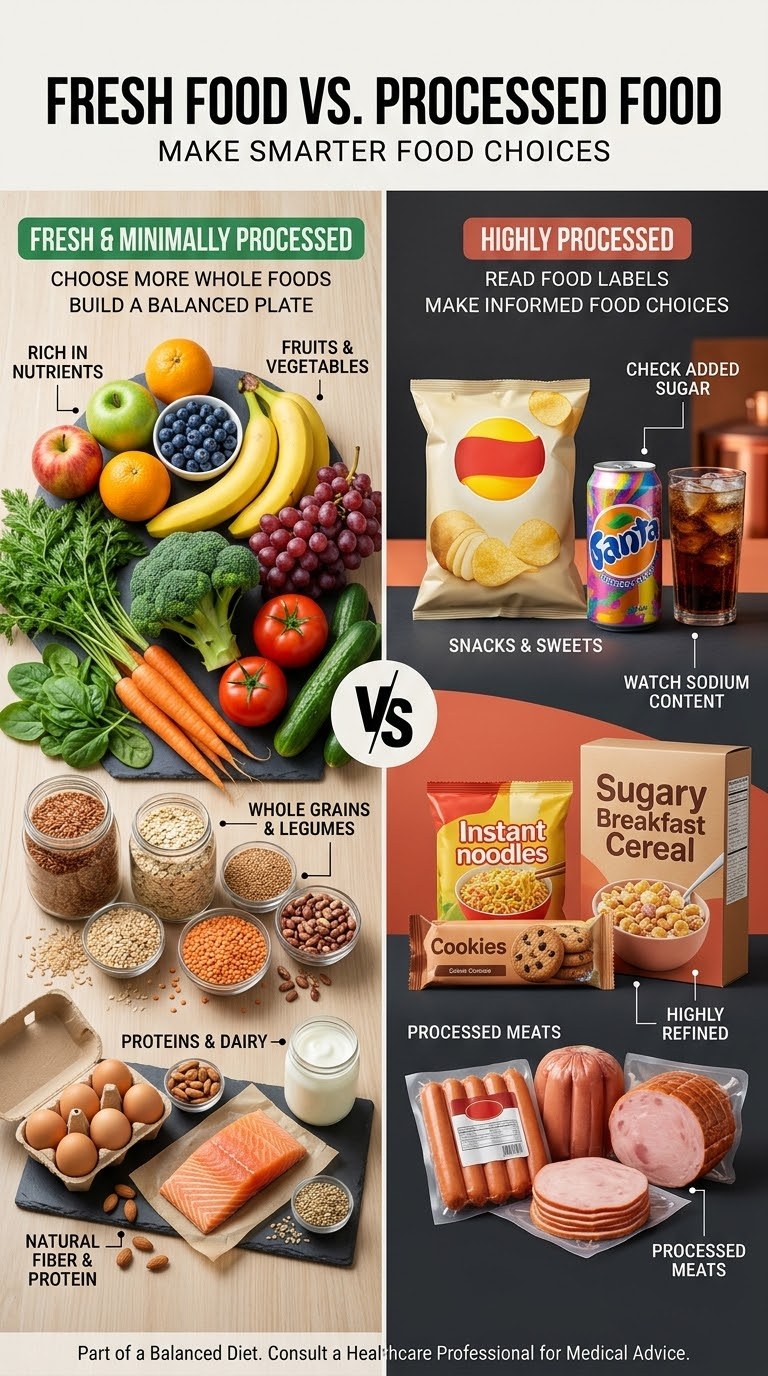 FRESH FOOD VS. PROCESSED FOOD
MAKE SMARTER FOOD CHOICES
FRESH & MINIMALLY PROCESSED
CHOOSE MORE WHOLE FOODS
BUILD A BALANCED PLATE
RICH IN
NUTRIENTS
FRUITS &
VEGETABLES
WHOLE GRAINS
& LEGUMES
PROTEINS & DAIRY
NATURAL
FIBER &
PROTEIN
VS
HIGHLY PROCESSED
READ FOOD LABELS
MAKE INFORMED FOOD CHOICES
CHECK ADDED
SUGAR
SNACKS & SWEETS
WATCH SODIUM
CONTENT
Instant
noodles
Sugary
Breakfast
Cereal
Cookies
HIGHLY
REFINED
PROCESSED MEATS
PROCESSED
MEATS
Part of a Balanced Diet. Consult a Healthcare Professional for Medical Advice.